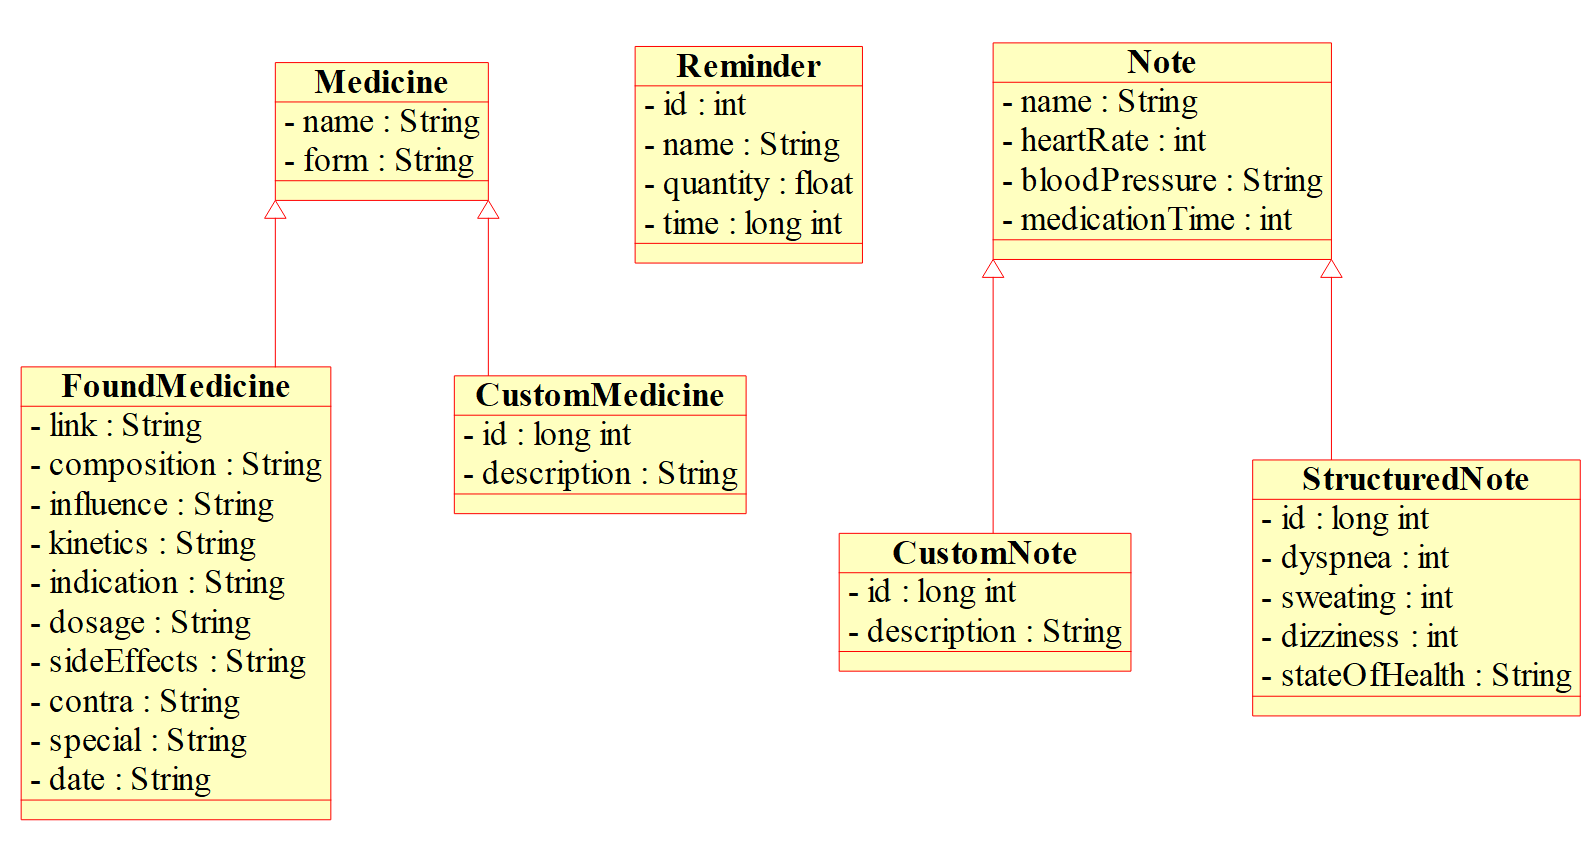 Medicine
- name : String
- form : String
Reminder
- id : int
- name : String
- quantity : float
- time : long int
Note
- name : String
- heartRate : int
- bloodPressure : String
- medicationTime : int
FoundMedicine
- link : String
- composition : String
- influence : String
- kinetics : String
- indication : String
- dosage : String
- sideEffects : String
- contra : String
- special : String
- date : String
CustomMedicine
- id : long int
- description : String
CustomNote
- id : long int
- description : String
StructuredNote
- id : long int
- dyspnea : int
- sweating : int
- dizziness : int
- stateOfHealth : String